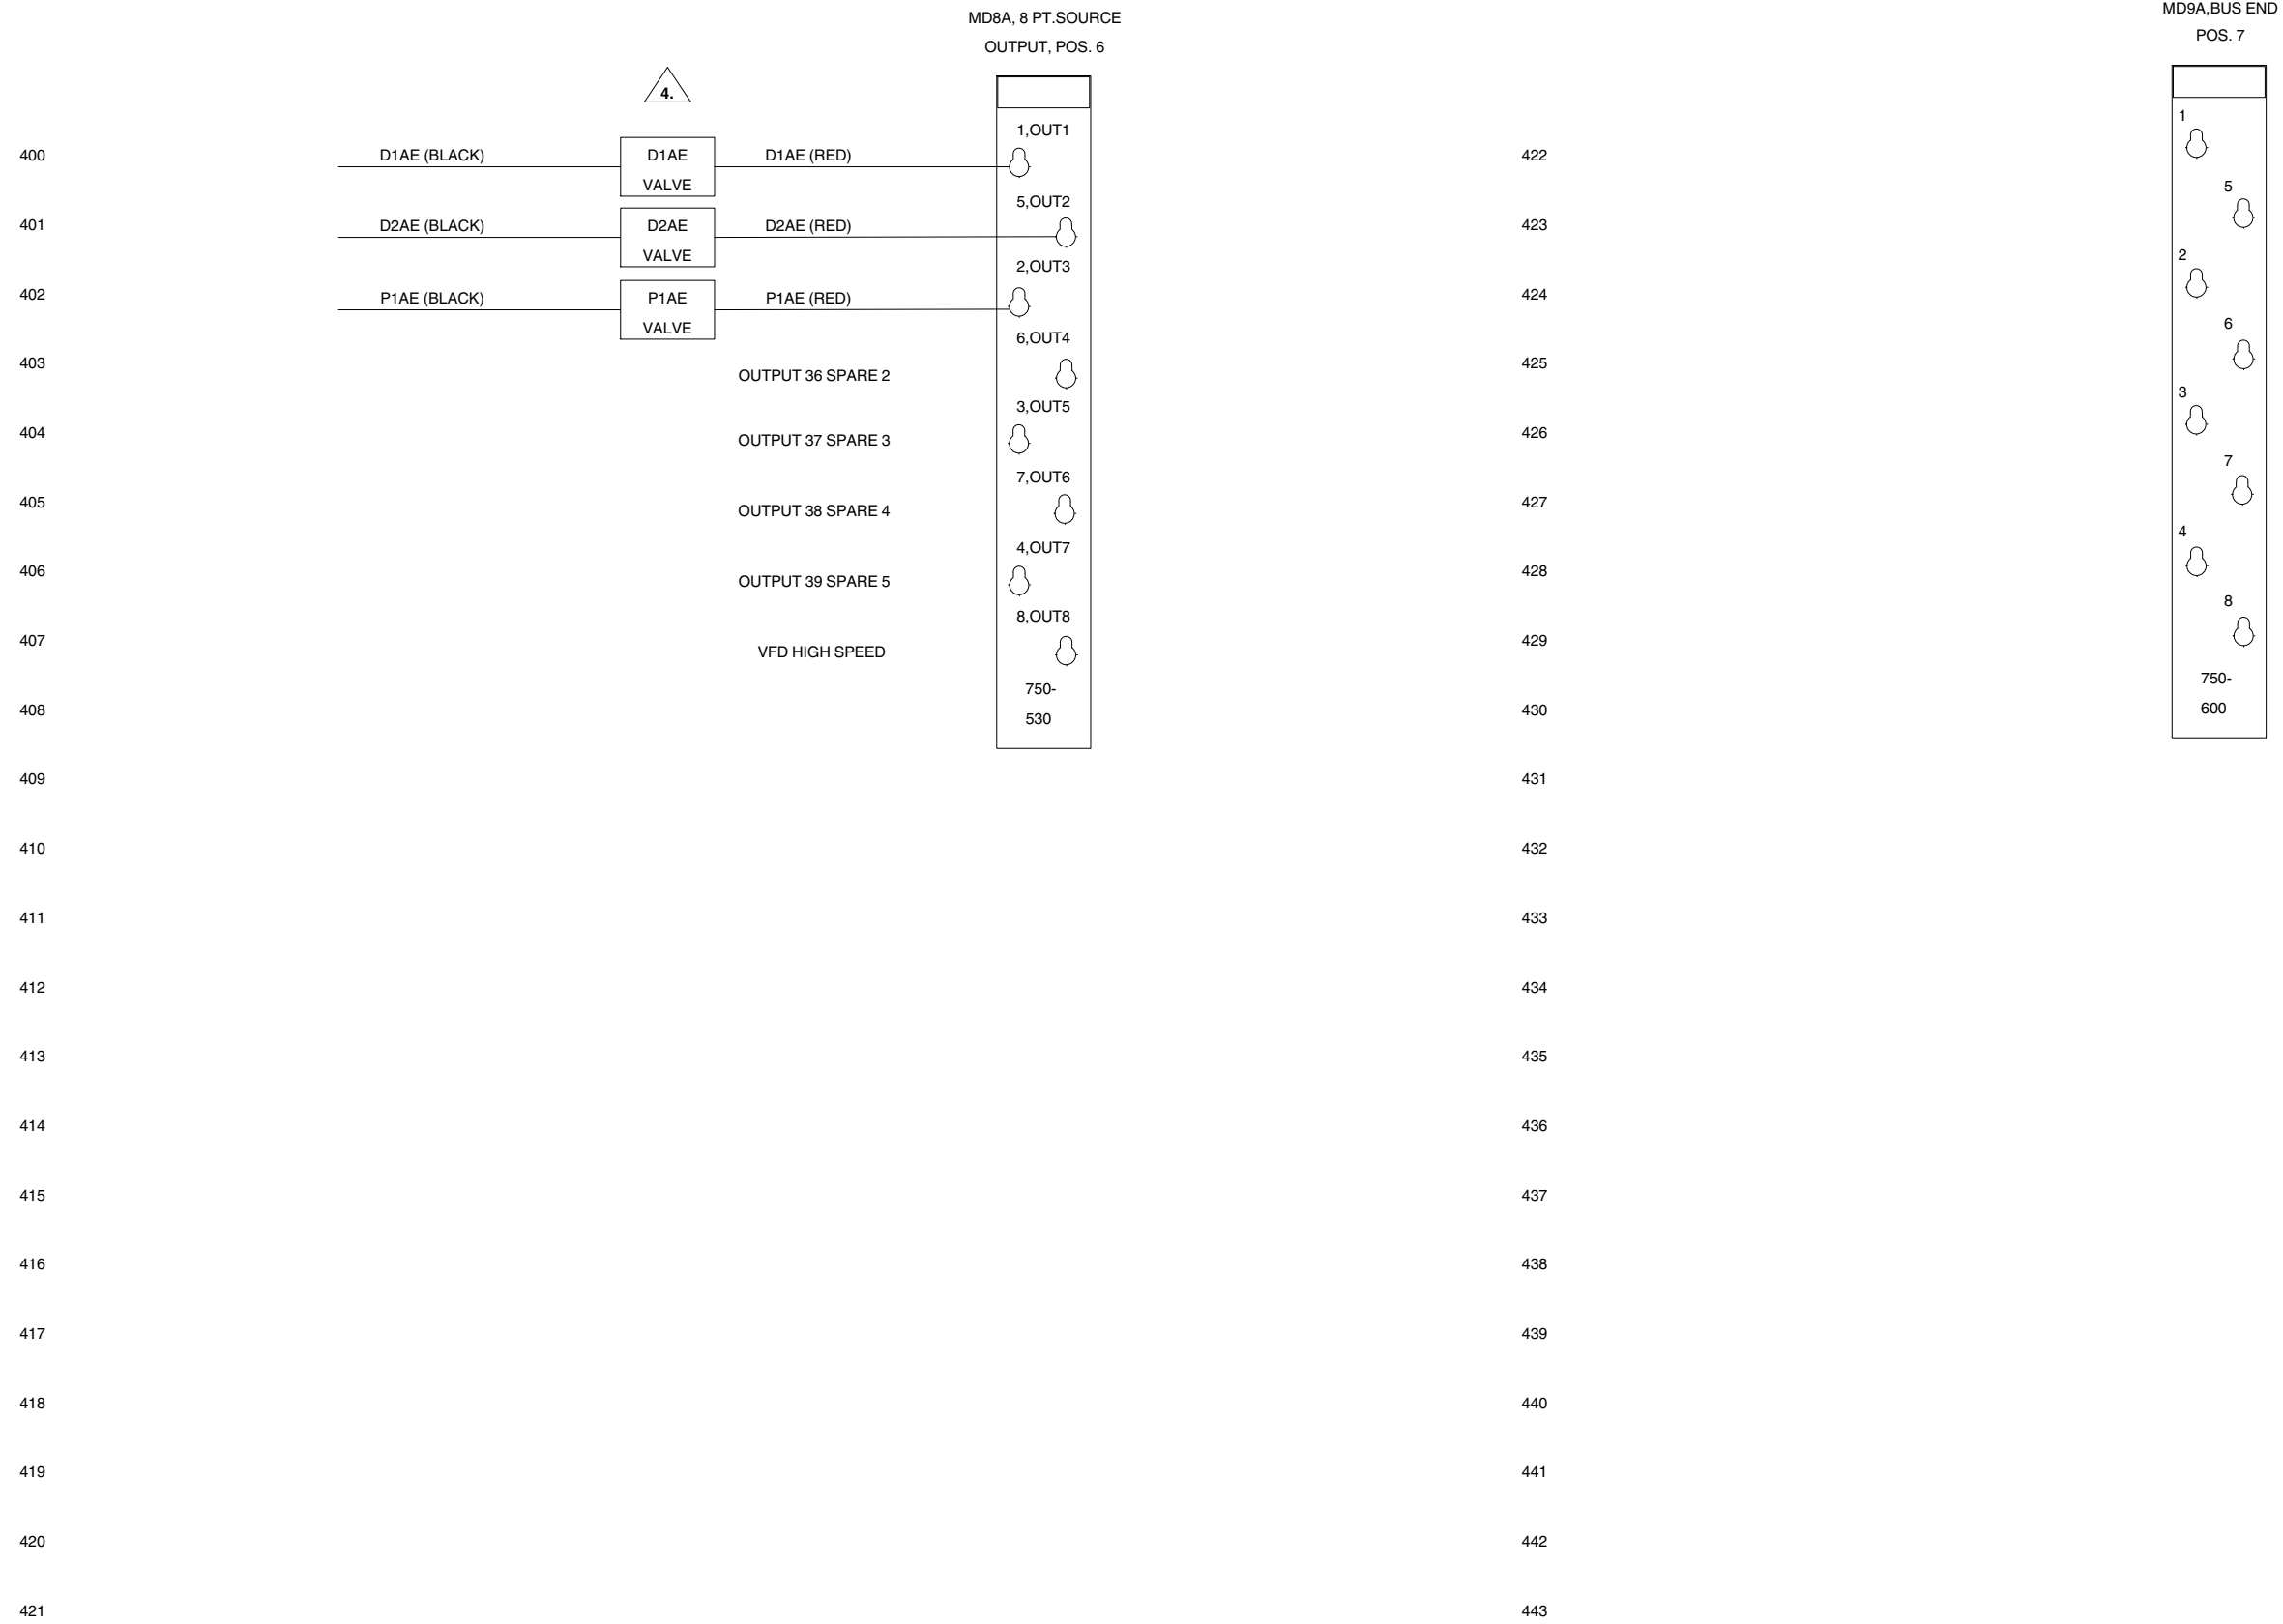 MD8A, 8 PT.SOURCE
OUTPUT, POS. 6
MD9A,BUS END
POS. 7
4.
1,OUT1
400
D1AE (BLACK)
D1AE
VALVE
D1AE (RED)
5,OUT2
401
D2AE (BLACK)
D2AE
VALVE
D2AE (RED)
2,OUT3
402
P1AE (BLACK)
P1AE
VALVE
P1AE (RED)
6,OUT4
403
OUTPUT 36 SPARE 2
3,OUT5
404
OUTPUT 37 SPARE 3
7,OUT6
405
OUTPUT 38 SPARE 4
4,OUT7
406
OUTPUT 39 SPARE 5
8,OUT8
407
VFD HIGH SPEED
750-
530
408
409
410
411
412
413
414
415
416
417
418
419
420
421
1
422
5
423
2
424
6
425
3
426
7
427
4
428
8
429
750-
600
430
431
432
433
434
435
436
437
438
439
440
441
442
443